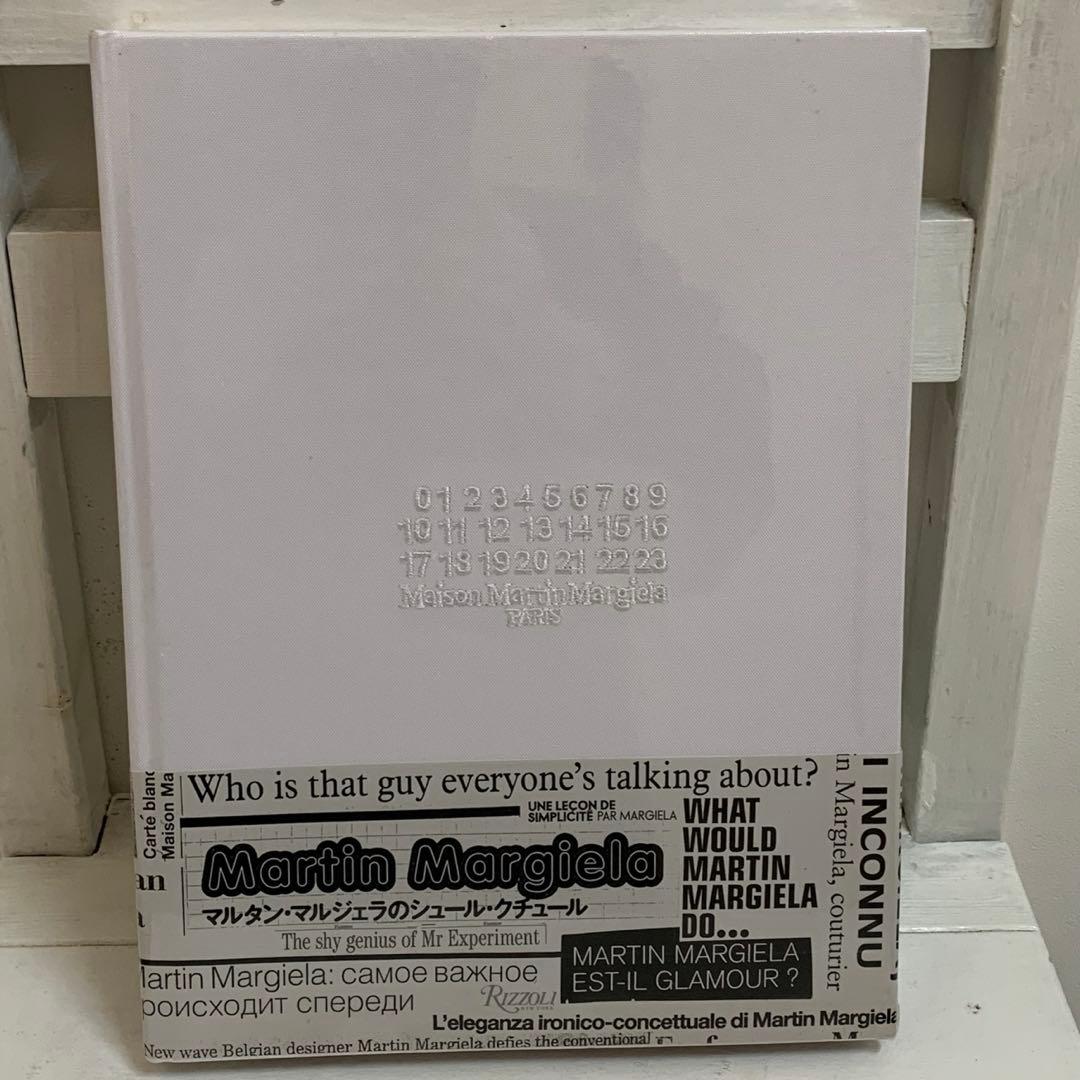 0 1 2 3 4 5 6 7 8 9
10 11 12 13 14 15 16
17 18 19 20 21 22 23
Maison Martin Margiela
PARIS
Carté blanc
Maison Ma
Who is that guy everyone's talking about?
UNE LEÇON DE
SIMPLICITÉ PAR MARGIELA
WHAT
WOULD
MARTIN
MARGIELA
DO...
an
Martin Margiela
マルタン・マルジェラのシュール・クチュール
The shy genius of Mr Experiment
MARTIN MARGIELA
EST-IL GLAMOUR ?
in Margiela, couturier
INCONNU
artin Margiela: самое важное
роисходит спереди
RIZZOLI
NEW YORK
L'eleganza ironico-concettuale di Martin Margiela
New wave Belgian designer Martin Margiela defies the conventional